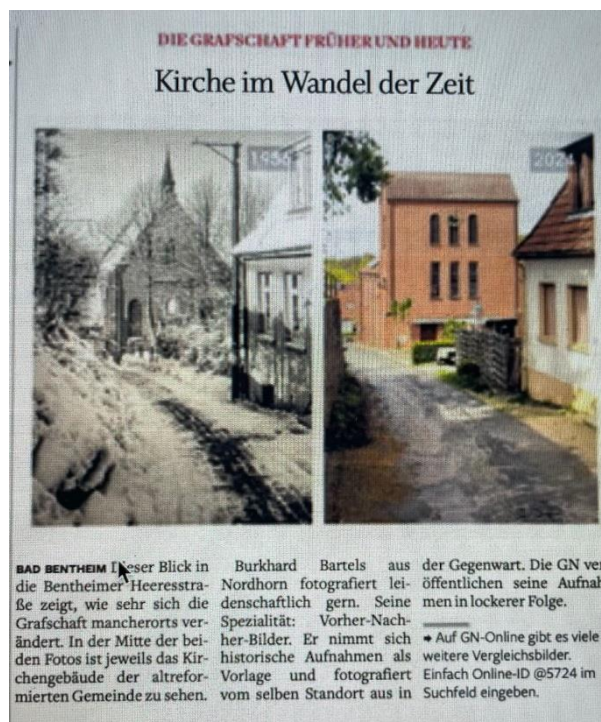 DIE GRAFSCHAFT FRÜHER UND HEUTE
Kirche im Wandel der Zeit
1956
BAD BENTHEIM Dieser Blick in
die Bentheimer Heeresstra-
ße zeigt, wie sehr sich die
Grafschaft mancherorts ver-
ändert. In der Mitte der bei-
den Fotos ist jeweils das Kir-
chengebäude der altrefor-
mierten Gemeinde zu sehen.
Burkhard Bartels aus
Nordhorn fotografiert lei-
denschaftlich gern. Seine
Spezialität: Vorher-Nach-
her-Bilder. Er nimmt sich
historische Aufnahmen als
Vorlage und fotografiert
vom selben Standort aus in
der Gegenwart. Die GN ver
öffentlichen seine Aufnah
men in lockerer Folge.
➜ Auf GN-Online gibt es viele
weitere Vergleichsbilder.
Einfach Online-ID @5724 im
Suchfeld eingeben.